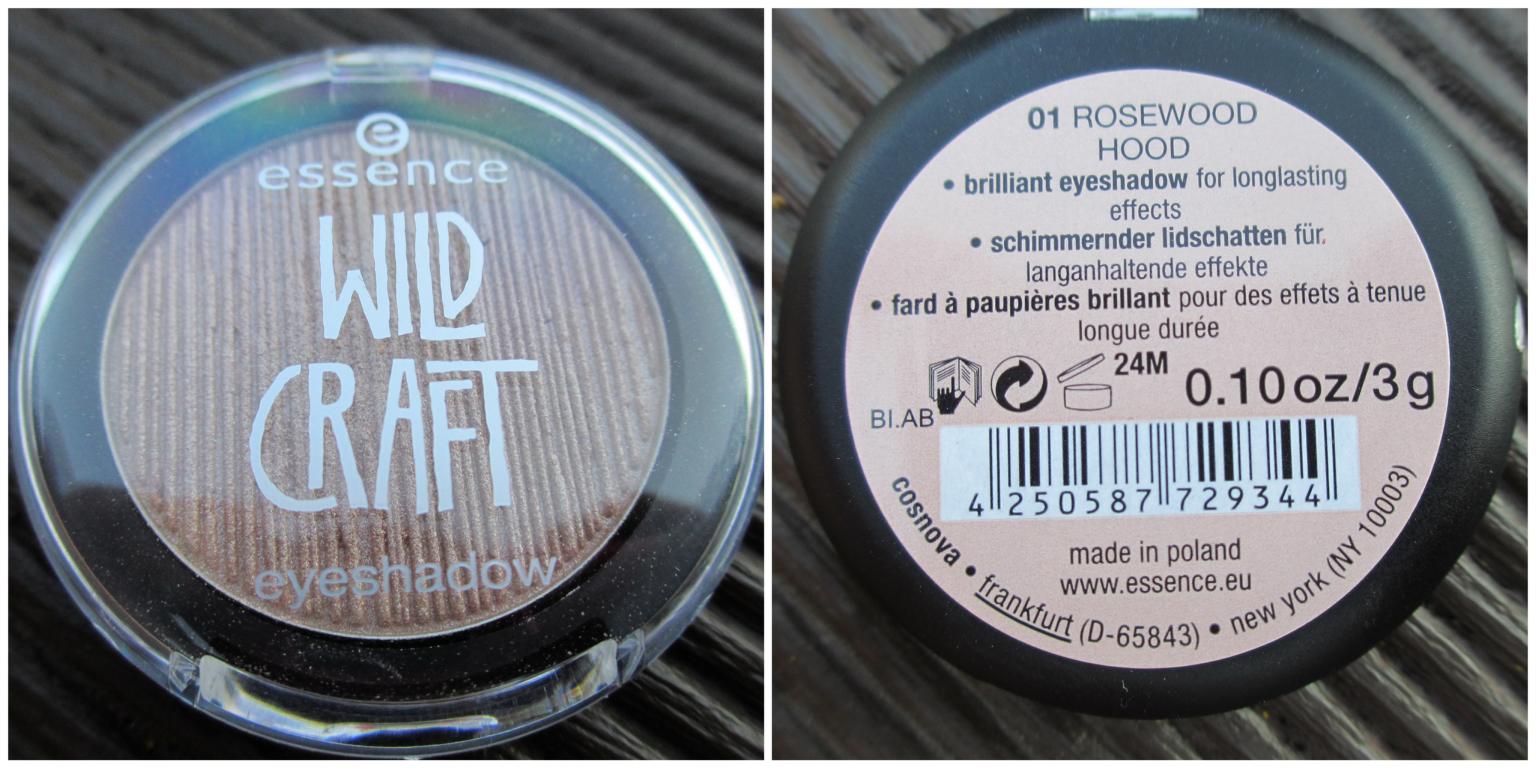 e
essence
WILD
CRAFT
eyeshadow
01 ROSEWOOD
HOOD
• brilliant eyeshadow for longlasting
effects
• schimmernder lidschatten für
langanhaltende effekte
• fard à paupières brillant pour des effets à tenue
longue durée
24M
0.10 oz/3 g
BI.AB
4 250587 729344
made in poland
www.essence.eu
cosnova • frankfurt (D-65843) • new york (NY 10003)